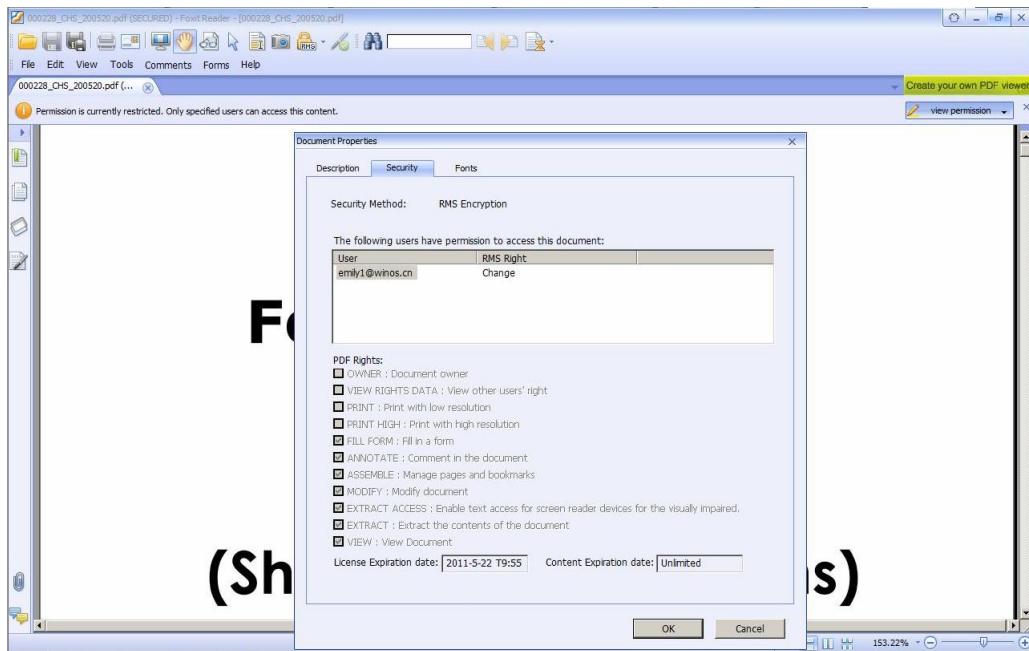 000228_CHS_200520.pdf (SECURED) - Foxit Reader - [000228_CHS_200520.pdf]
RMS
File Edit View Tools Comments Forms Help
000228_CHS_200520.pdf (...
Create your own PDF viewer
Permission is currently restricted. Only specified users can access this content.
view permission
Document Properties
Description Security Fonts
Security Method: RMS Encryption
The following users have permission to access this document:
User RMS Right
emily1@winos.cn Change
PDF Rights:
OWNER : Document owner
VIEW RIGHTS DATA : View other users' right
PRINT : Print with low resolution
PRINT HIGH : Print with high resolution
FILL FORM : Fill in a form
ANNOTATE : Comment in the document
ASSEMBLE : Manage pages and bookmarks
MODIFY : Modify document
EXTRACT ACCESS : Enable text access for screen reader devices for the visually impaired.
EXTRACT : Extract the contents of the document
VIEW : View Document
License Expiration date: 2011-5-22 T9:55 Content Expiration date: Unlimited
OK Cancel
(Sh s)
153.22%